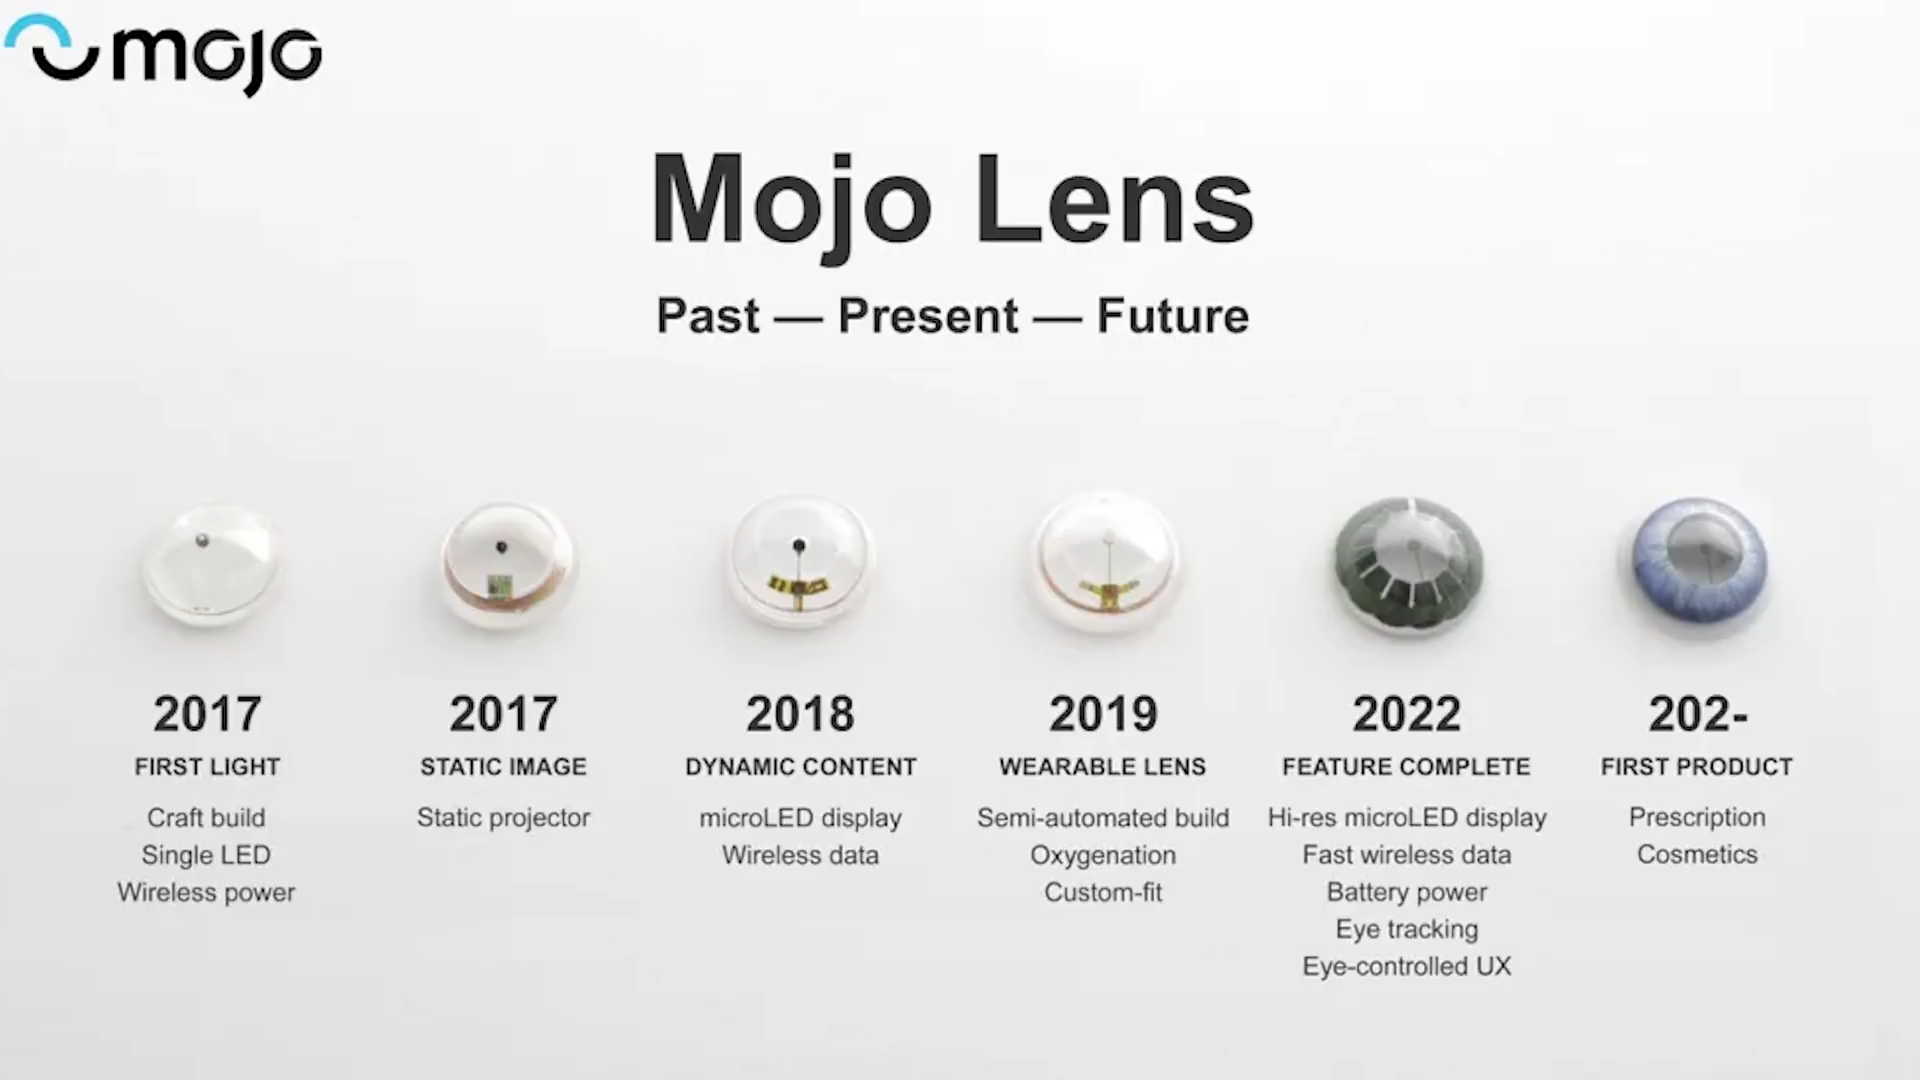 mojo
Mojo Lens
Past — Present — Future
2017
FIRST LIGHT
Craft build
Single LED
Wireless power
2017
STATIC IMAGE
Static projector
2018
DYNAMIC CONTENT
microLED display
Wireless data
2019
WEARABLE LENS
Semi-automated build
Oxygenation
Custom-fit
2022
FEATURE COMPLETE
Hi-res microLED display
Fast wireless data
Battery power
Eye tracking
Eye-controlled UX
202-
FIRST PRODUCT
Prescription
Cosmetics